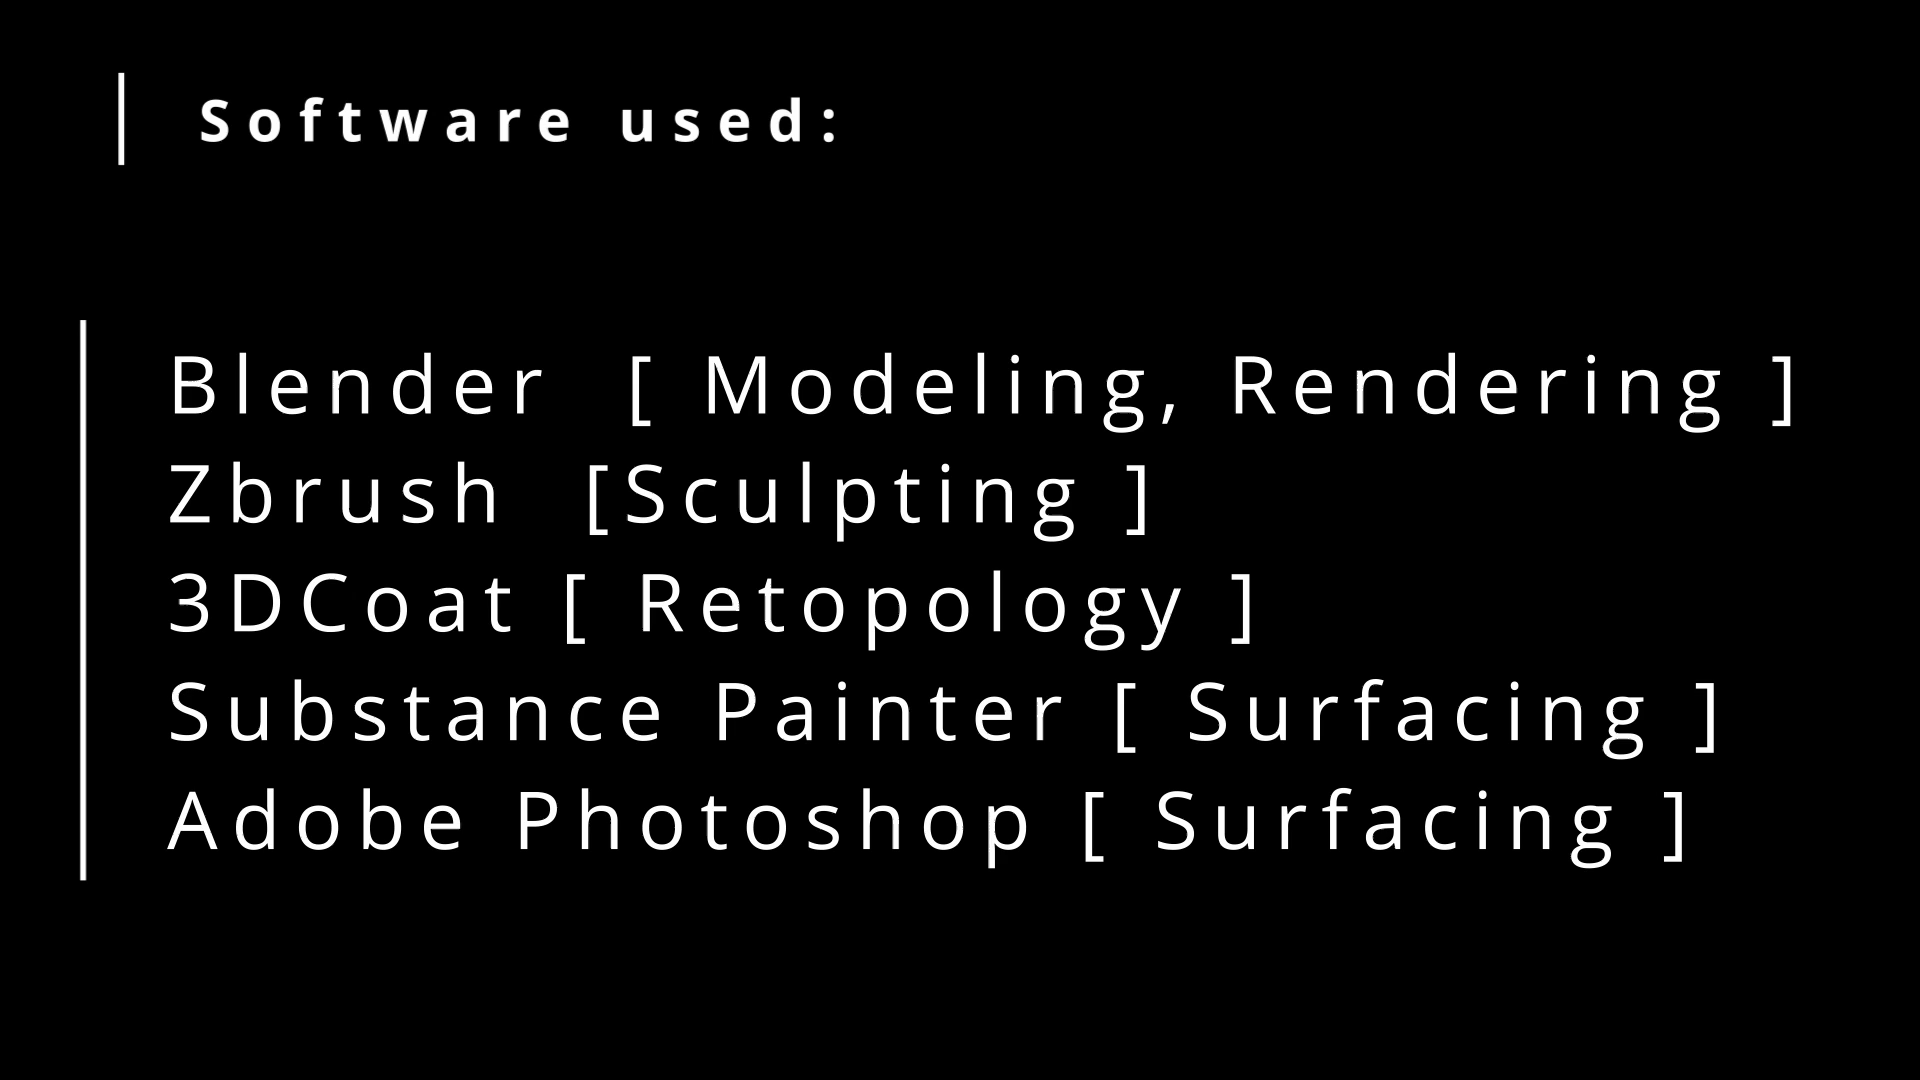 Software used:
Blender  [ Modeling, Rendering ]
Zbrush  [Sculpting ]
3DCoat [ Retopology ]
Substance Painter [ Surfacing ]
Adobe Photoshop [ Surfacing ]